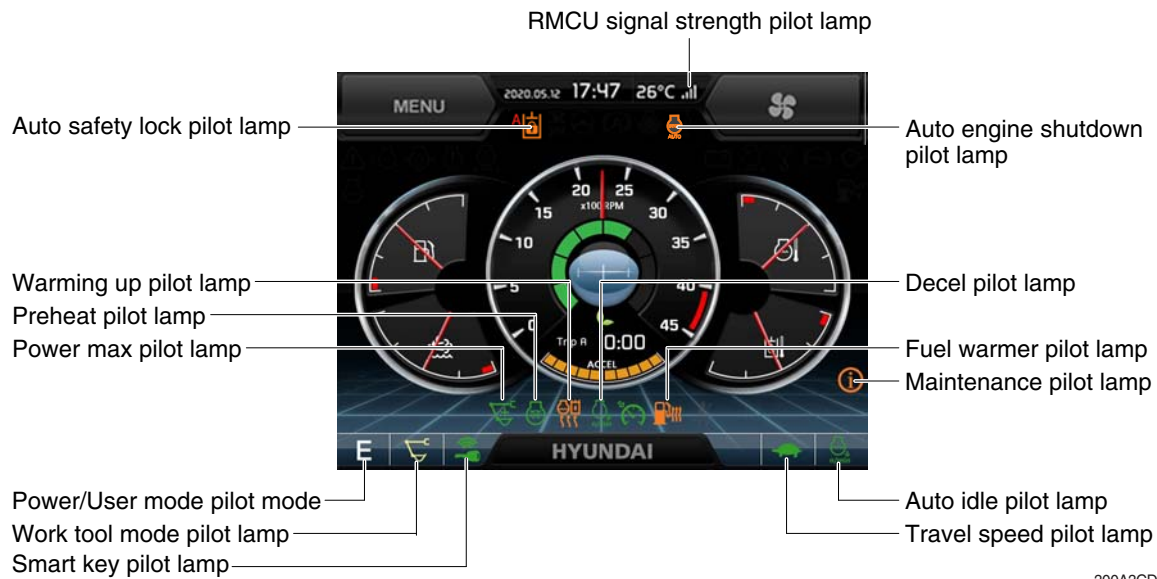 RMCU signal strength pilot lamp
MENU
2020.05.12 17:47 26°C
Auto safety lock pilot lamp
A
AUTO
Auto engine shutdown
pilot lamp
20 25
x100RPM
15 30
10 35
5 40
0 45
Trip A 0:00
ACCEL
Warming up pilot lamp
Preheat pilot lamp
Power max pilot lamp
Decel pilot lamp
Fuel warmer pilot lamp
Maintenance pilot lamp
i
E
HYUNDAI
Power/User mode pilot mode
Work tool mode pilot lamp
Smart key pilot lamp
Auto idle pilot lamp
Travel speed pilot lamp